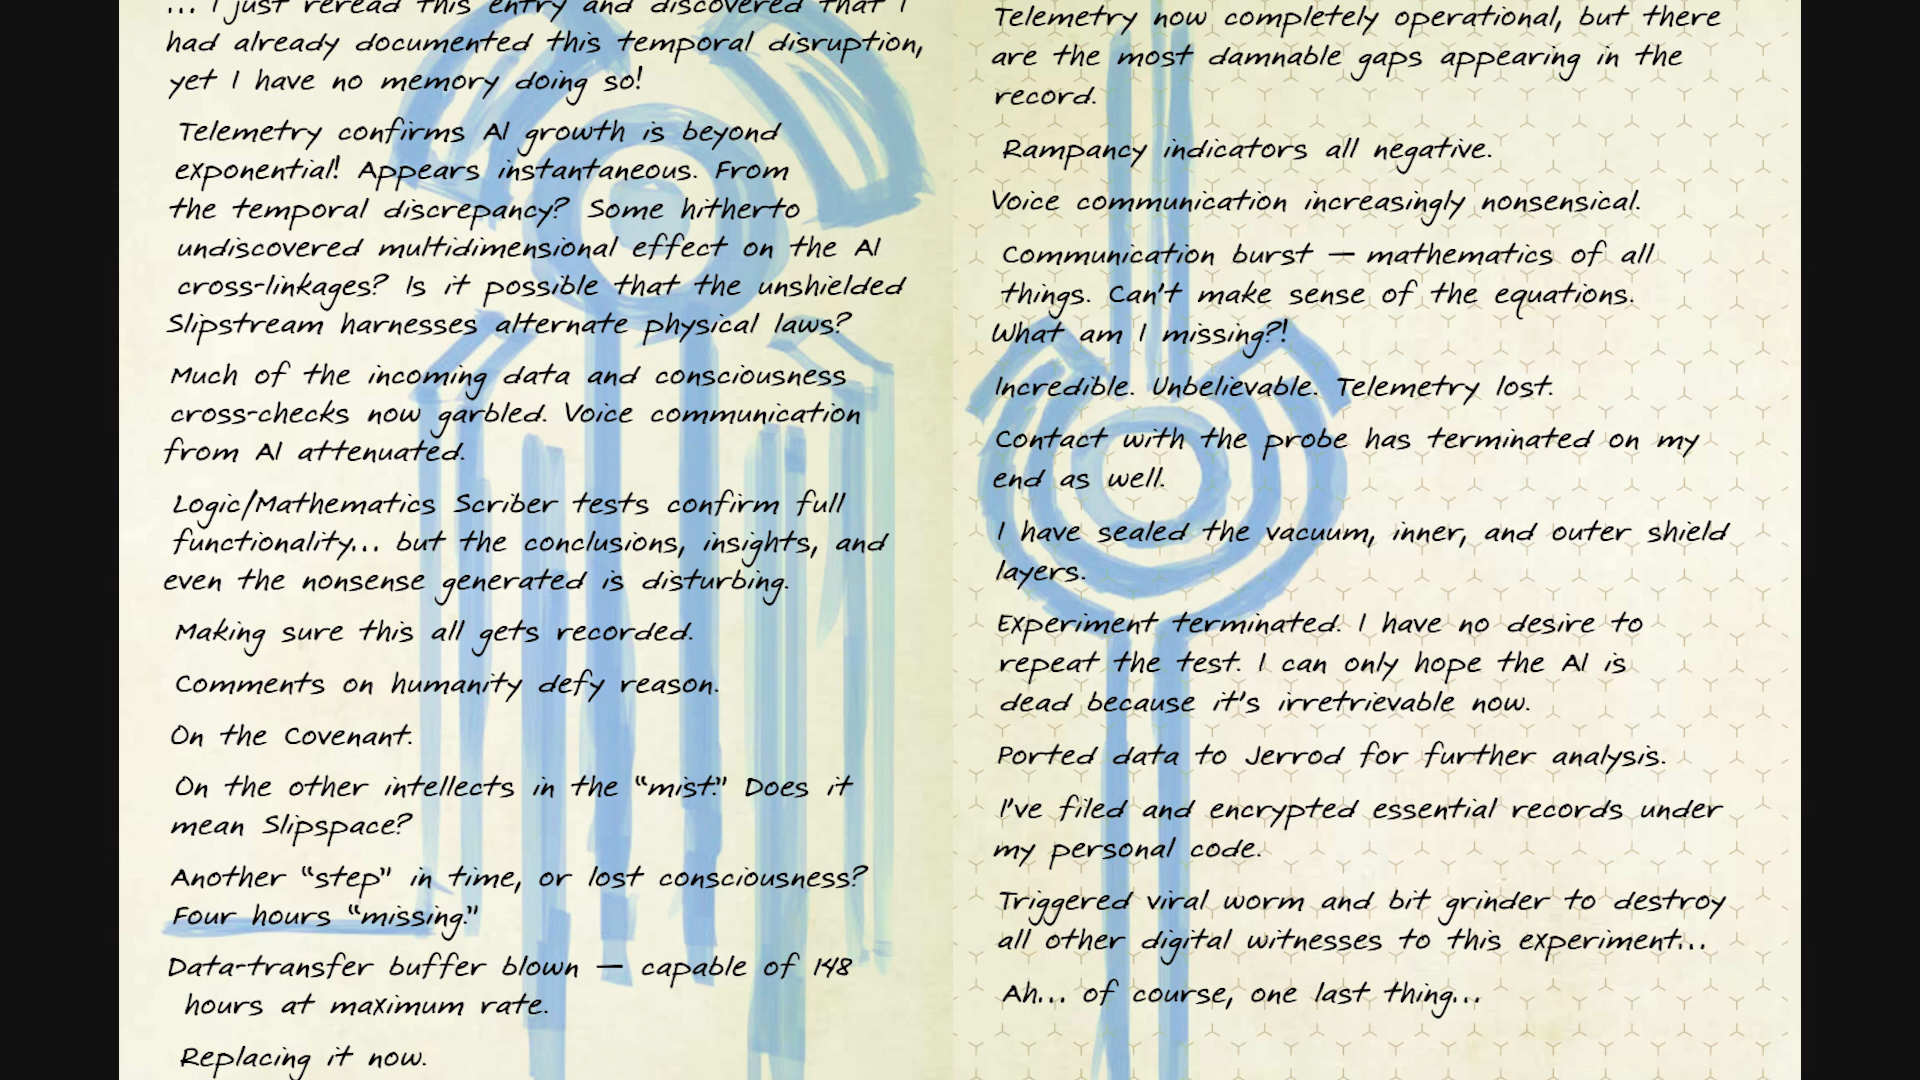 ... I just reread this entry and discovered that I
had already documented this temporal disruption,
yet I have no memory doing so!
Telemetry confirms AI growth is beyond
exponential! Appears instantaneous. From
the temporal discrepancy? Some hitherto
undiscovered multidimensional effect on the AI
cross-linkages? Is it possible that the unshielded
Slipstream harnesses alternate physical laws?
Much of the incoming data and consciousness
cross-checks now garbled. Voice communication
from AI attenuated.
Logic/Mathematics Scriber tests confirm full
functionality... but the conclusions, insights, and
even the nonsense generated is disturbing.
Making sure this all gets recorded.
Comments on humanity defy reason.
On the Covenant.
On the other intellects in the “mist.” Does it
mean Slipspace?
Another “step” in time, or lost consciousness?
Four hours “missing.”
Data-transfer buffer blown — capable of 148
hours at maximum rate.
Replacing it now.
Telemetry now completely operational, but there
are the most damnable gaps appearing in the
record.
Rampancy indicators all negative.
Voice communication increasingly nonsensical.
Communication burst — mathematics of all
things. Can't make sense of the equations.
What am I missing?!
Incredible. Unbelievable. Telemetry lost.
Contact with the probe has terminated on my
end as well.
I have sealed the vacuum, inner, and outer shield
layers.
Experiment terminated. I have no desire to
repeat the test. I can only hope the AI is
dead because it's irretrievable now.
Ported data to Jerrod for further analysis.
I've filed and encrypted essential records under
my personal code.
Triggered viral worm and bit grinder to destroy
all other digital witnesses to this experiment...
Ah... of course, one last thing...